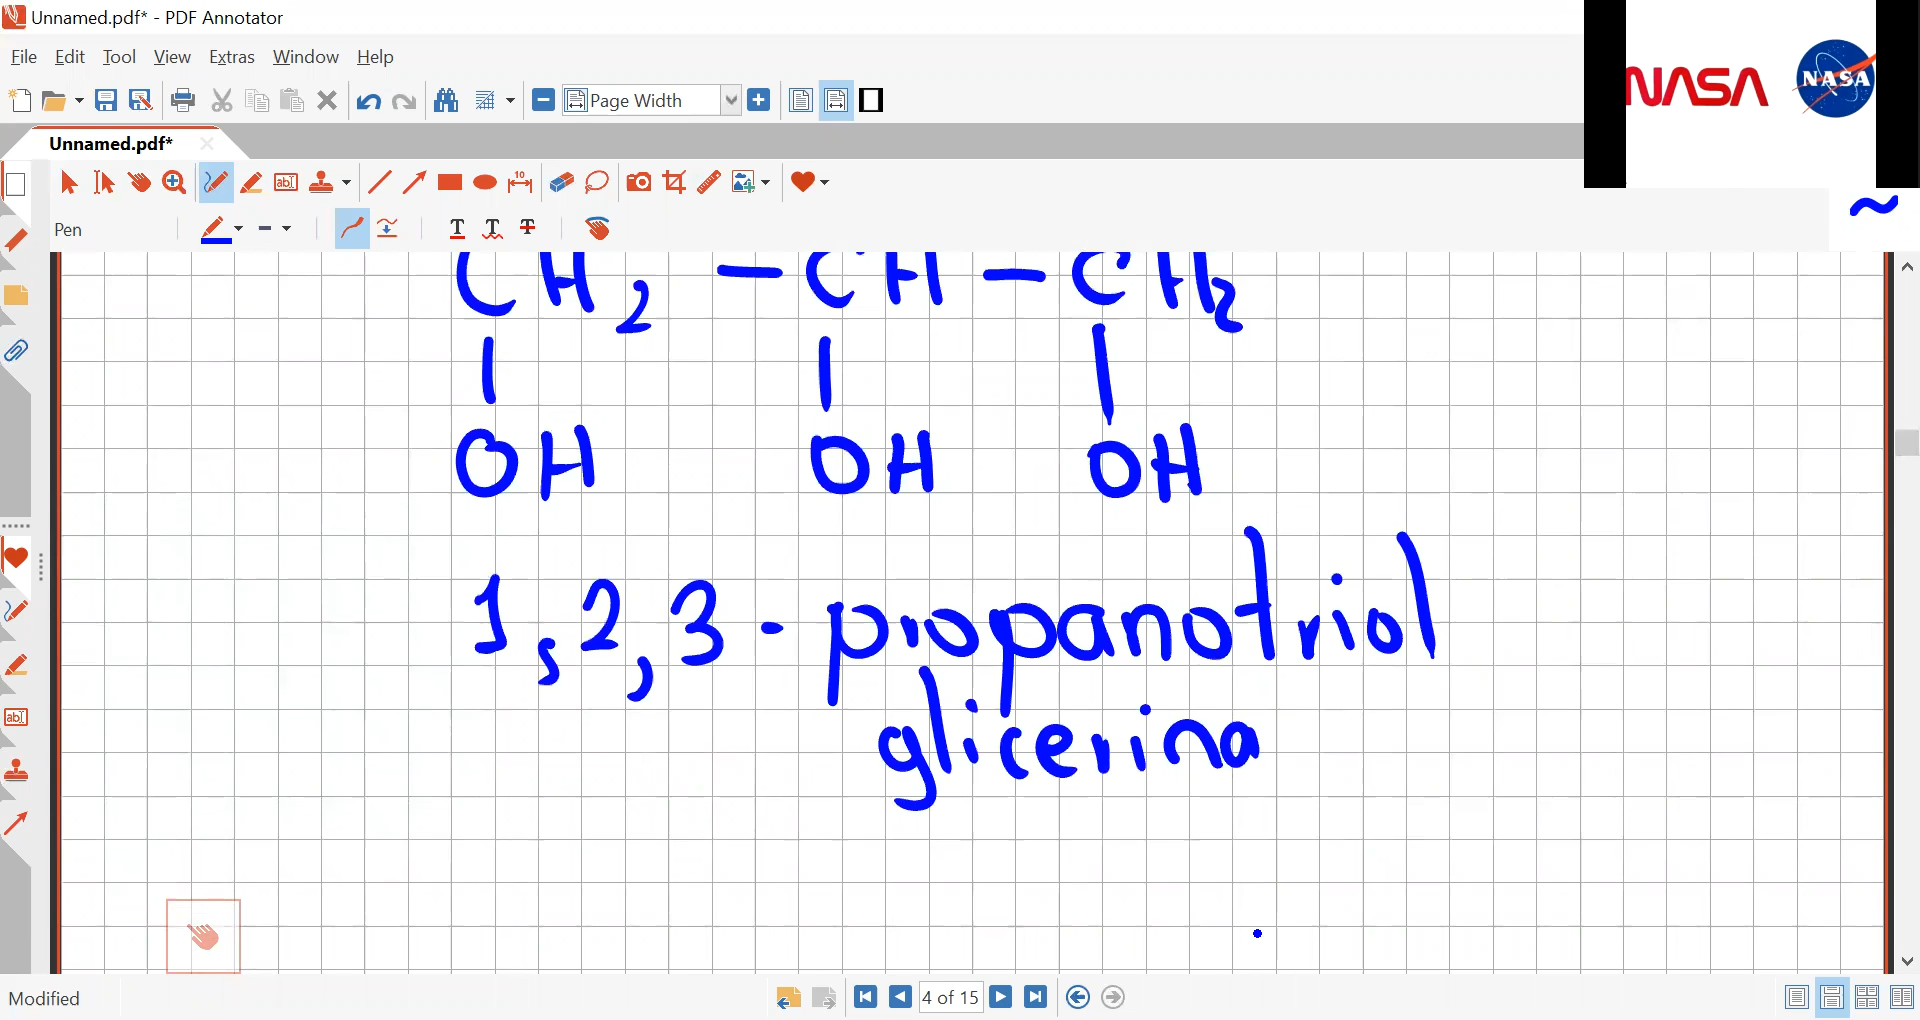 Unnamed.pdf* - PDF Annotator
File Edit Tool View Extras Window Help
NASA NASA
Page Width
Unnamed.pdf*
Pen
CH2 - CH - CH2
OH OH OH
1,2,3 - propanotriol
glicerina
Modified
4 of 15